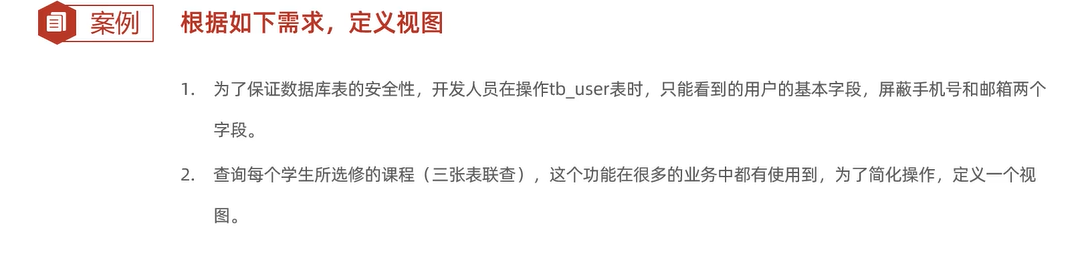 案例 根据如下需求，定义视图
1. 为了保证数据库表的安全性，开发人员在操作tb_user表时，只能看到的用户的基本字段，屏蔽手机号和邮箱两个
字段。
2. 查询每个学生所选修的课程（三张表联查），这个功能在很多的业务中都有使用到，为了简化操作，定义一个视
图。